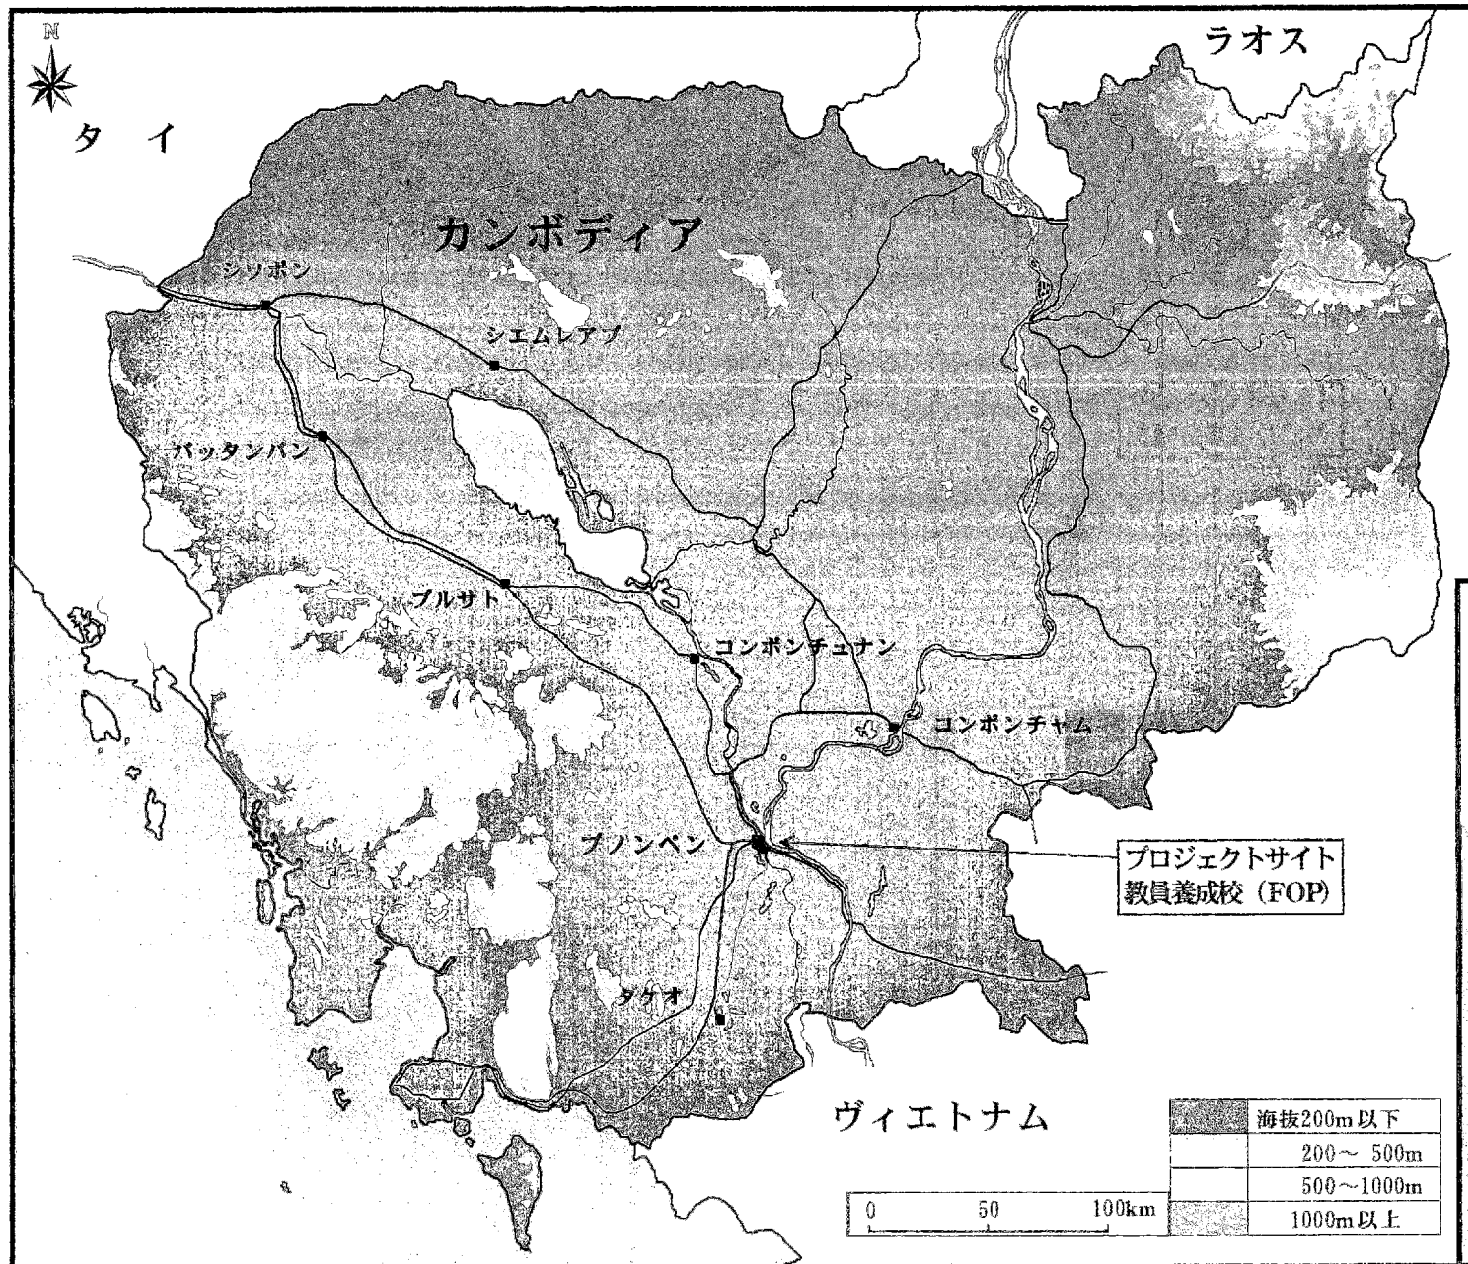 N
ラオス
タイ
カンボディア
シソポン
シエムレアプ
バッタンバン
プルサト
コンポンチュナン
コンポンチャム
プノンペン
プロジェクトサイト
教員養成校（FOP）
タケオ
ヴィエトナム
海抜200m以下
200～ 500m
500～1000m
1000m以上
0 50 100km